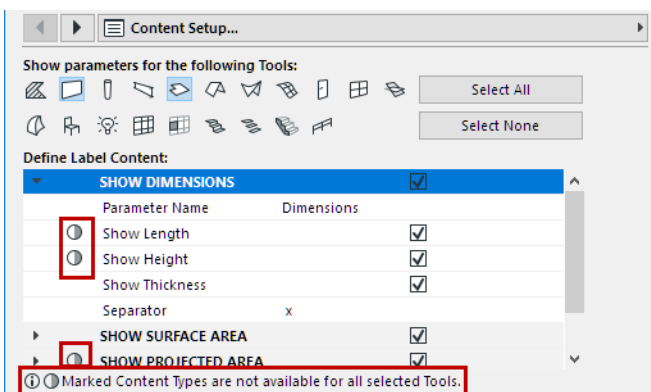 Content Setup...
Show parameters for the following Tools:
Select All
Select None
Define Label Content:
SHOW DIMENSIONS
Parameter Name Dimensions
Show Length
Show Height
Show Thickness
Separator x
SHOW SURFACE AREA
SHOW PROJECTED AREA
Marked Content Types are not available for all selected Tools.